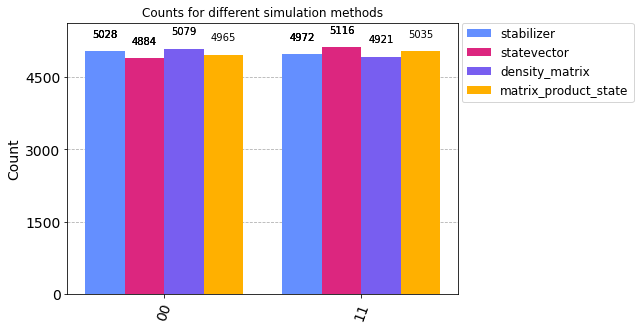 Counts for different simulation methods
5028 4884 5079 4965 4972 5116 4921 5035
stabilizer
statevector
density_matrix
matrix_product_state
Count
4500
3000
1500
0
00
11